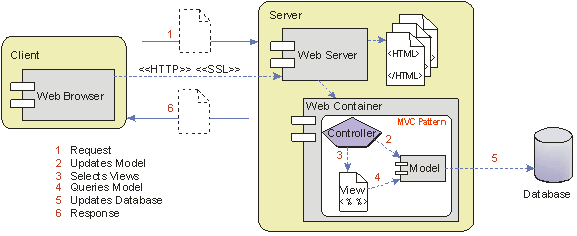 Server
1
Client
Web Browser
<<HTTP>> <<SSL>>
Web Server
<HTML>
</HTML>
6
Web Container
MVC Pattern
Controller
2
3
Model
5
View
<% %>
4
Database
1 Request
2 Updates Model
3 Selects Views
4 Queries Model
5 Updates Database
6 Response